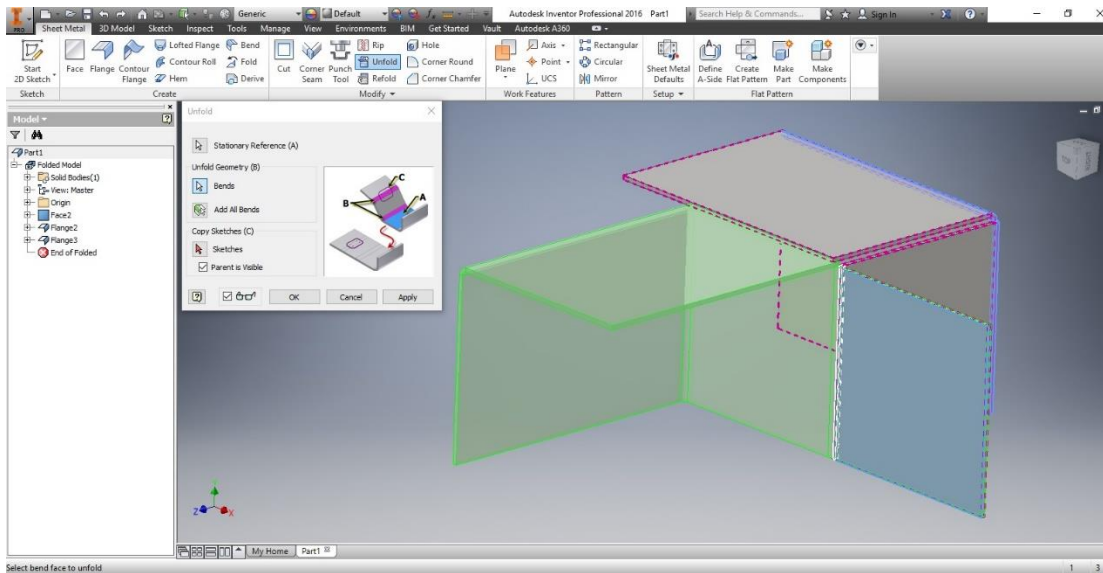 PRO
Generic
Default
Autodesk Inventor Professional 2016 Part1
Search Help & Commands...
Sign In
Sheet Metal 3D Model Sketch Inspect Tools Manage View Environments BIM Get Started Vault Autodesk A360
Start 2D Sketch
Face
Flange
Contour Flange
Lofted Flange
Contour Roll
Hem
Bend
Fold
Derive
Cut
Corner Seam
Punch Tool
Rip
Unfold
Refold
Hole
Corner Round
Corner Chamfer
Plane
Axis
Point
UCS
Rectangular
Circular
Mirror
Sheet Metal Defaults
Define A-Side
Create Flat Pattern
Make Part
Make Components
Sketch Create Modify Work Features Pattern Setup Flat Pattern
Model
Part1
Folded Model
Solid Bodies(1)
View: Master
Origin
Face2
Flange2
Flange3
End of Folded
Unfold
Stationary Reference (A)
Unfold Geometry (B)
Bends
Add All Bends
Copy Sketches (C)
Sketches
Parent is Visible
C
B
A
OK Cancel Apply
Z
X
My Home Part1
Select bend face to unfold
1 3